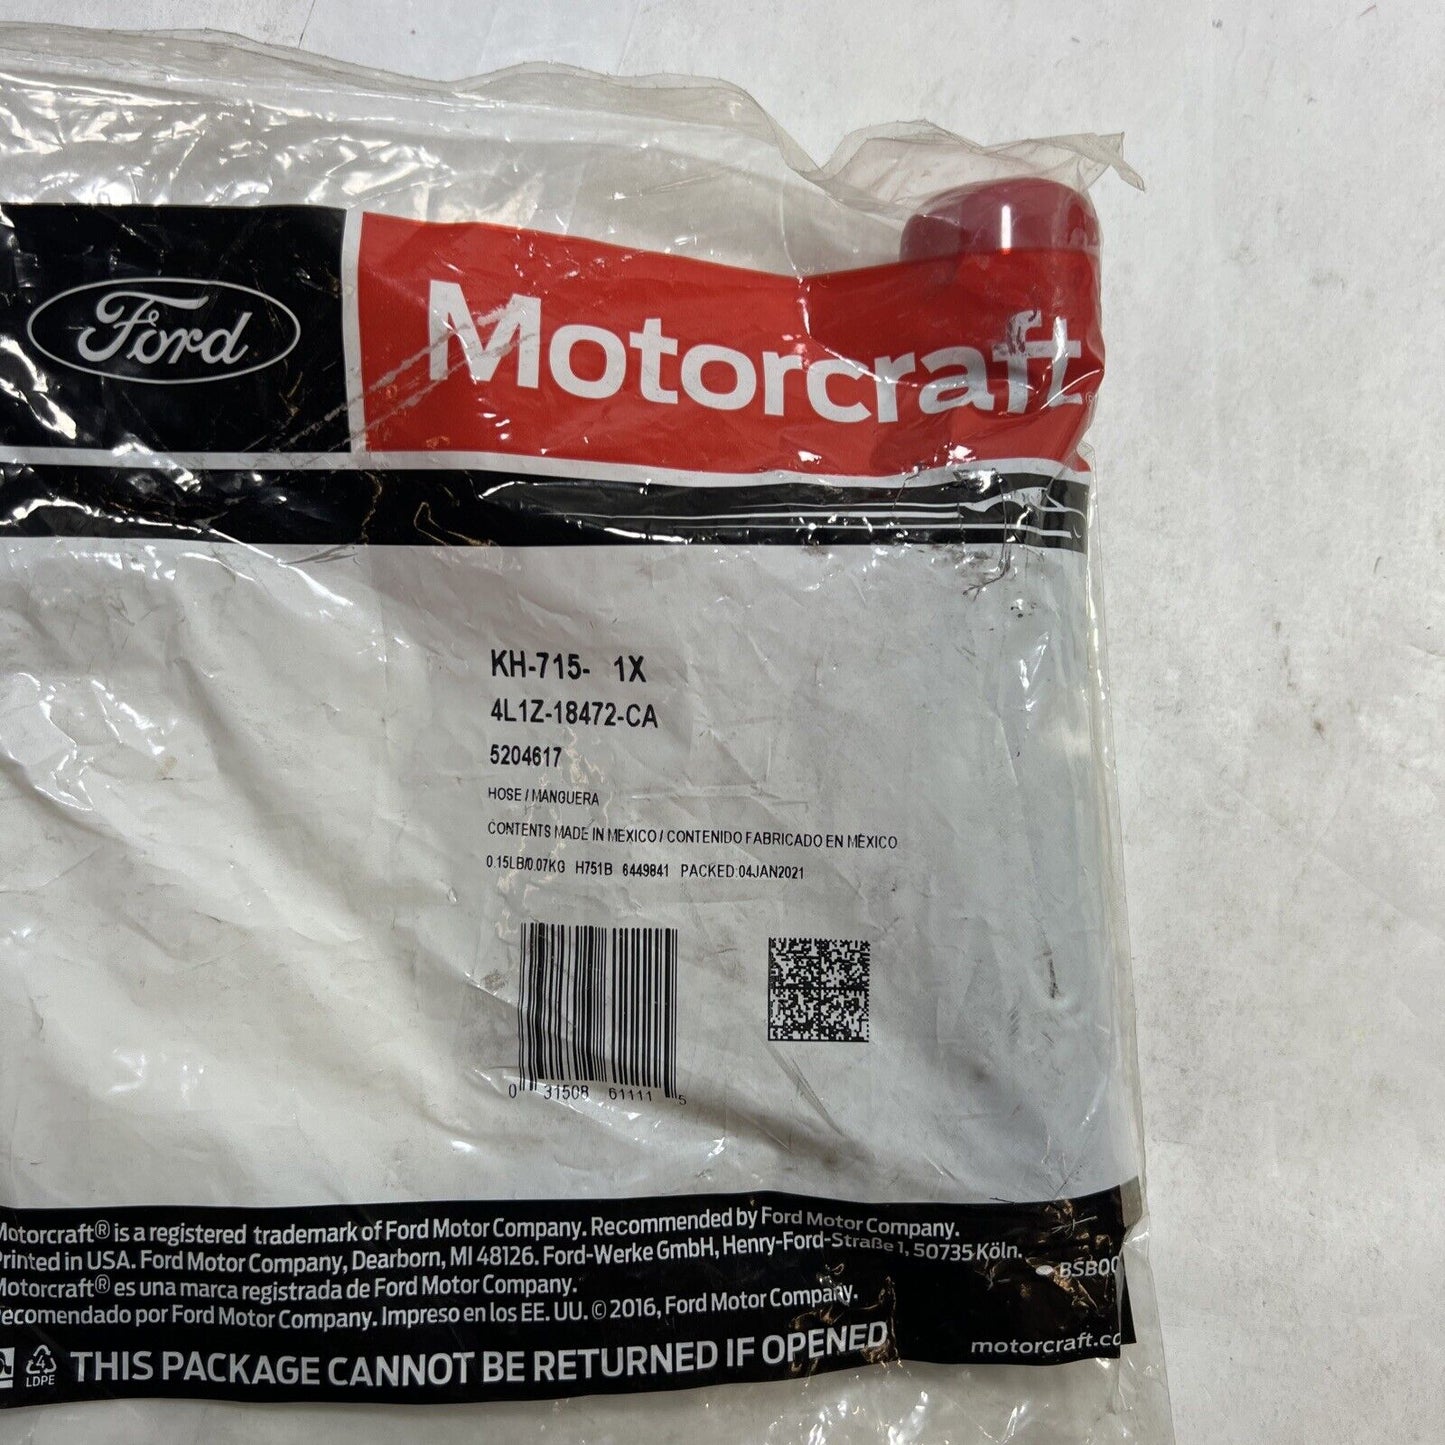 Ford
Motorcraft
KH-715- 1X
4L1Z-18472-CA
5204617
HOSE / MANGUERA
CONTENTS MADE IN MEXICO / CONTENIDO FABRICADO EN MÉXICO
0.15LB/0.07KG H751B 6449841 PACKED:04JAN2021
0 31508 61111 5
Motorcraft® is a registered trademark of Ford Motor Company. Recommended by Ford Motor Company.
Printed in USA. Ford Motor Company, Dearborn, MI 48126. Ford-Werke GmbH, Henry-Ford-Straße 1, 50735 Köln.
BSB00
Motorcraft® es una marca registrada de Ford Motor Company.
Recomendado por Ford Motor Company. Impreso en los EE. UU. © 2016, Ford Motor Company.
motorcraft.co
4
LDPE
THIS PACKAGE CANNOT BE RETURNED IF OPENED